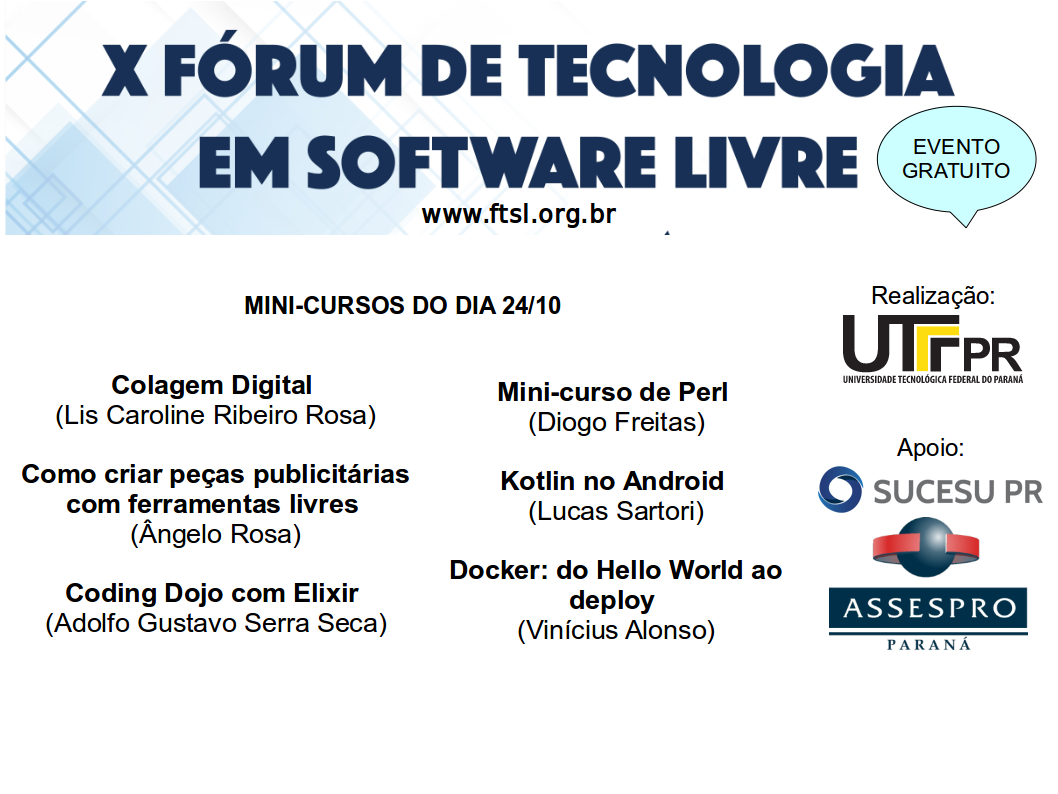 X FÓRUM DE TECNOLOGIA
EM SOFTWARE LIVRE
EVENTO
GRATUITO
www.ftsl.org.br
MINI-CURSOS DO DIA 24/10
Colagem Digital
(Lis Caroline Ribeiro Rosa)
Como criar peças publicitárias
com ferramentas livres
(Ângelo Rosa)
Coding Dojo com Elixir
(Adolfo Gustavo Serra Seca)
Mini-curso de Perl
(Diogo Freitas)
Kotlin no Android
(Lucas Sartori)
Docker: do Hello World ao
deploy
(Vinícius Alonso)
Realização:
UTFPR
UNIVERSIDADE TECNOLÓGICA FEDERAL DO PARANÁ
Apoio:
SUCESU PR
ASSESPRO
PARANÁ